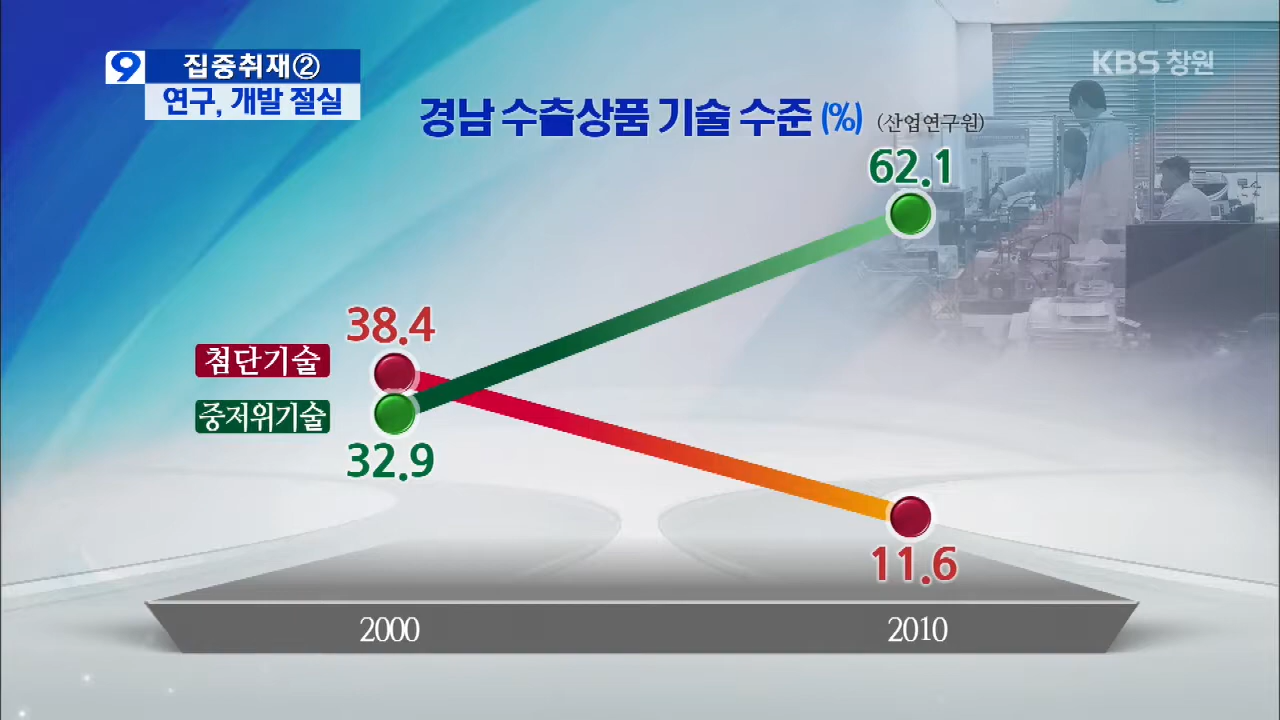 9 집중취재②
연구, 개발 절실
KBS 창원
경남 수출상품 기술 수준 (%) (산업연구원)
62.1
38.4
첨단기술
중저위기술
32.9
11.6
2000 2010